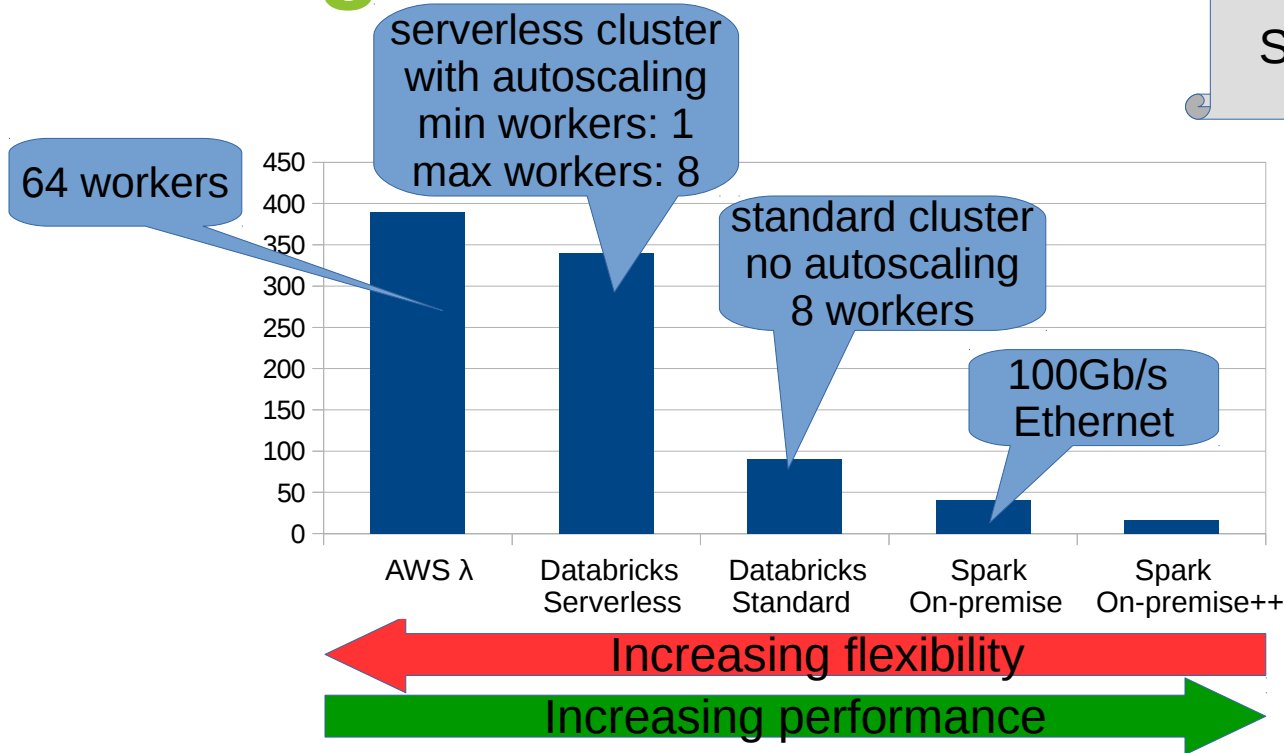 serverless cluster
with autoscaling
min workers: 1
max workers: 8
64 workers
standard cluster
no autoscaling
8 workers
100Gb/s
Ethernet
450
400
350
300
250
200
150
100
50
0
AWS λ
Databricks
Serverless
Databricks
Standard
Spark
On-premise
Spark
On-premise++
Increasing flexibility
Increasing performance